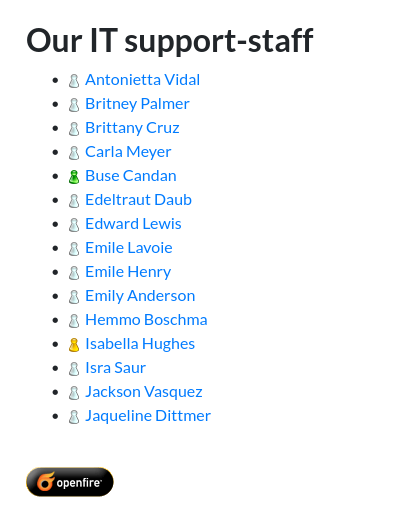 Our IT support-staff
Antonietta Vidal
Britney Palmer
Brittany Cruz
Carla Meyer
Buse Candan
Edeltraut Daub
Edward Lewis
Emile Lavoie
Emile Henry
Emily Anderson
Hemmo Boschma
Isabella Hughes
Isra Saur
Jackson Vasquez
Jaqueline Dittmer
openfire